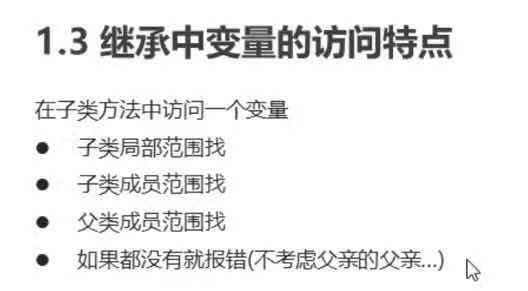 1.3 继承中变量的访问特点
在子类方法中访问一个变量
● 子类局部范围找
● 子类成员范围找
● 父类成员范围找
● 如果都没有就报错(不考虑父亲的父亲…)